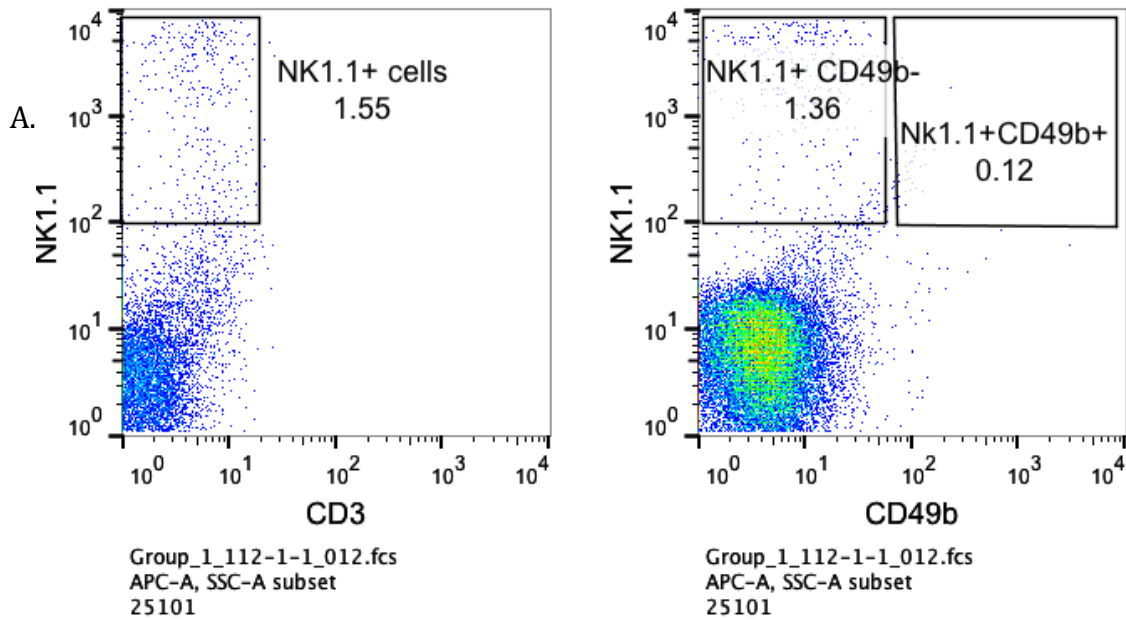 A.
NK1.1
10^4
10^3
10^2
10^1
10^0
NK1.1+ cells
1.55
10^0 10^1 10^2 10^3 10^4
CD3
Group_1_112-1-1_012.fcs
APC-A, SSC-A subset
25101
NK1.1
10^4
10^3
10^2
10^1
10^0
NK1.1+ CD49b-
1.36
Nk1.1+CD49b+
0.12
10^0 10^1 10^2 10^3 10^4
CD49b
Group_1_112-1-1_012.fcs
APC-A, SSC-A subset
25101